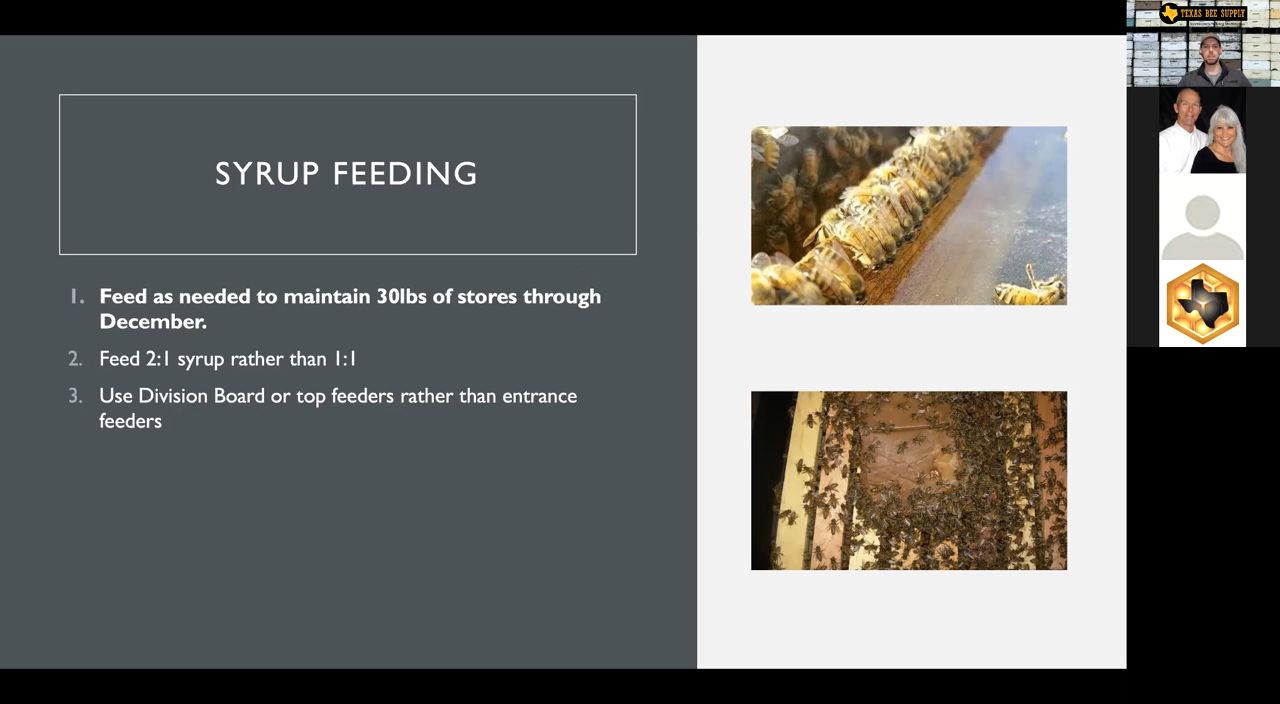 TEXAS BEE SUPPLY
SYRUP FEEDING
1. Feed as needed to maintain 30lbs of stores through
December.
2. Feed 2:1 syrup rather than 1:1
3. Use Division Board or top feeders rather than entrance
feeders